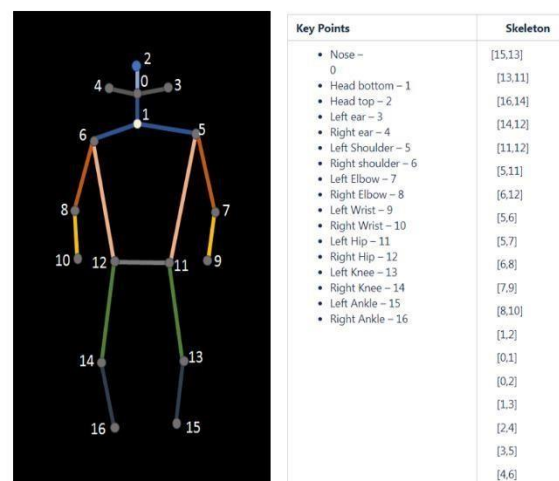 2
0
4
3
1
6
5
8
7
10
9
12
11
14
13
16
15
Key Points
Skeleton
• Nose –
0
• Head bottom – 1
• Head top – 2
• Left ear – 3
• Right ear – 4
• Left Shoulder – 5
• Right shoulder – 6
• Left Elbow – 7
• Right Elbow – 8
• Left Wrist – 9
• Right Wrist – 10
• Left Hip – 11
• Right Hip – 12
• Left Knee – 13
• Right Knee – 14
• Left Ankle – 15
• Right Ankle – 16
[15,13]
[13,11]
[16,14]
[14,12]
[11,12]
[5,11]
[6,12]
[5,6]
[5,7]
[6,8]
[7,9]
[8,10]
[1,2]
[0,1]
[0,2]
[1,3]
[2.4]
[3,5]
[4,6]